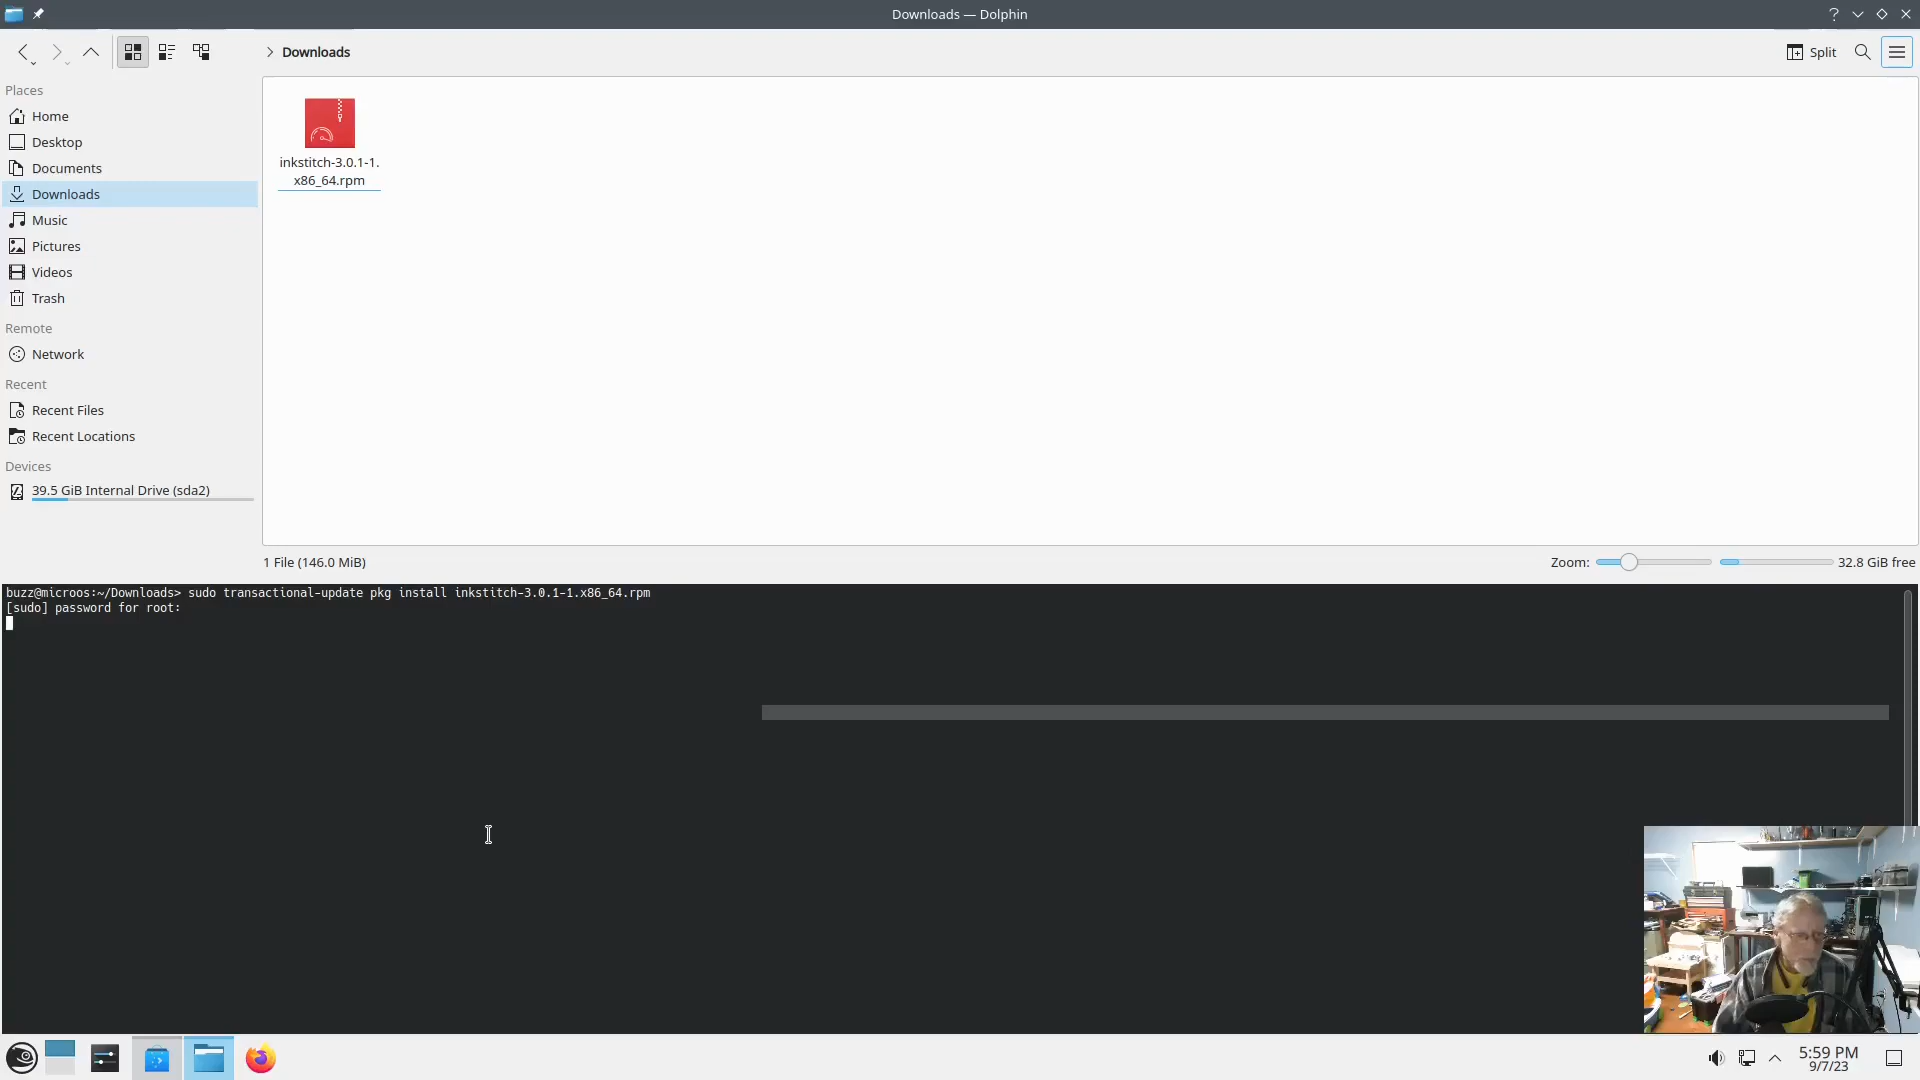 Downloads — Dolphin
Downloads
Split
Places
Home
Desktop
Documents
Downloads
Music
Pictures
Videos
Trash
Remote
Network
Recent
Recent Files
Recent Locations
Devices
39.5 GiB Internal Drive (sda2)
inkstitch-3.0.1-1.
x86_64.rpm
1 File (146.0 MiB)
Zoom:
32.8 GiB free
buzz@microos:~/Downloads> sudo transactional-update pkg install inkstitch-3.0.1-1.x86_64.rpm
[sudo] password for root:
5:59 PM
9/7/23